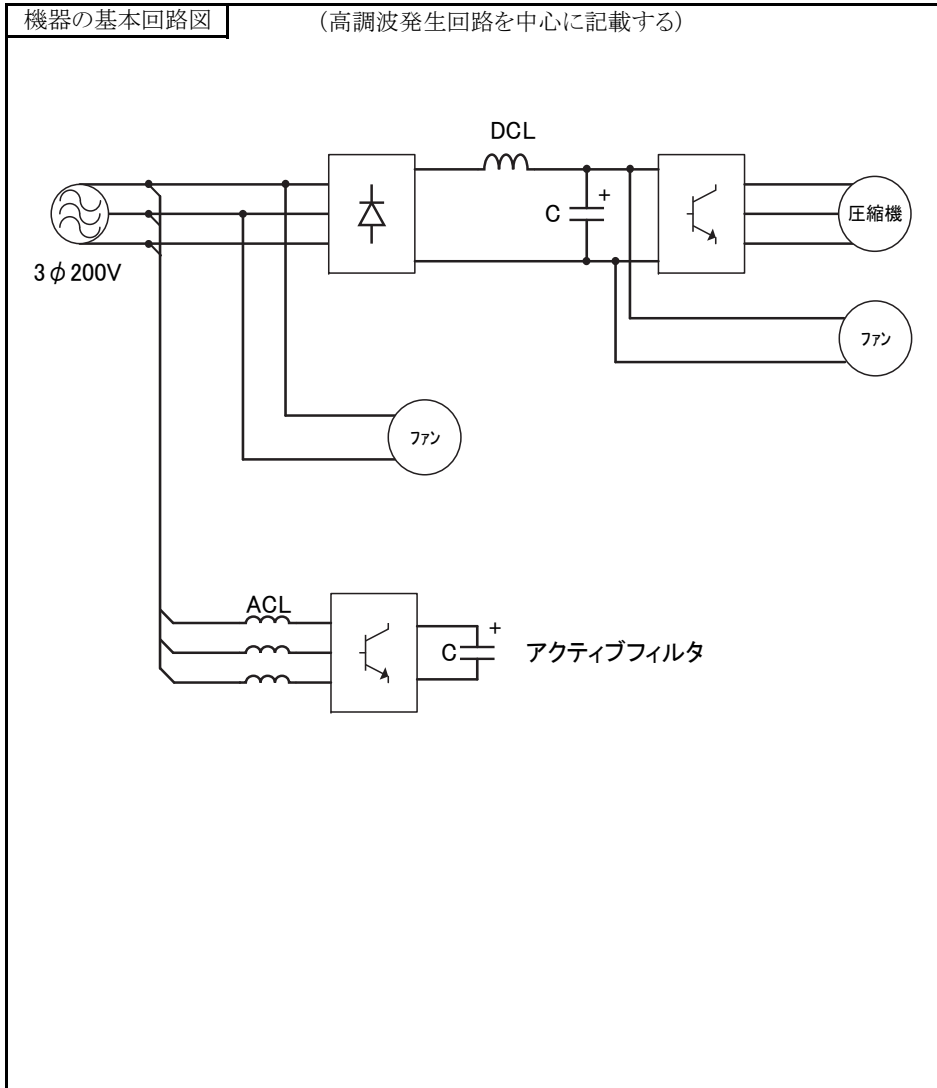 機器の基本回路図
(高調波発生回路を中心に記載する)
DCL
C
+
圧縮機
3φ200V
ファン
ファン
ACL
+
C
アクティブフィルタ